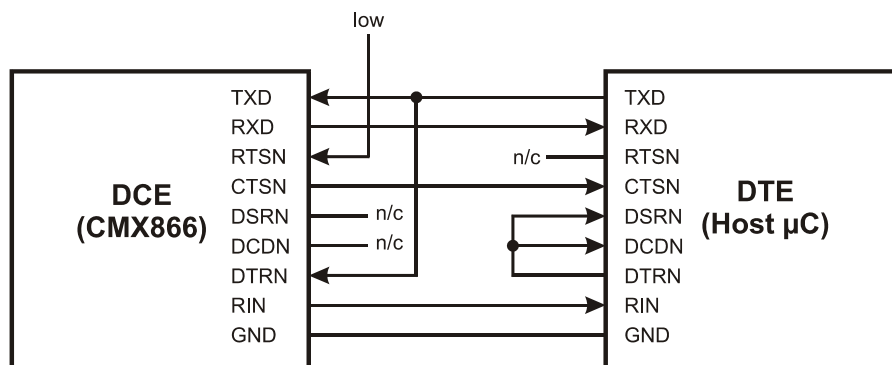 low
TXD
RXD
RTSN
CTSN
DSRN
DCDN
DTRN
RIN
GND
DCE
(CMX866)
n/c
n/c
n/c
TXD
RXD
RTSN
CTSN
DSRN
DCDN
DTRN
RIN
GND
DTE
(Host µC)